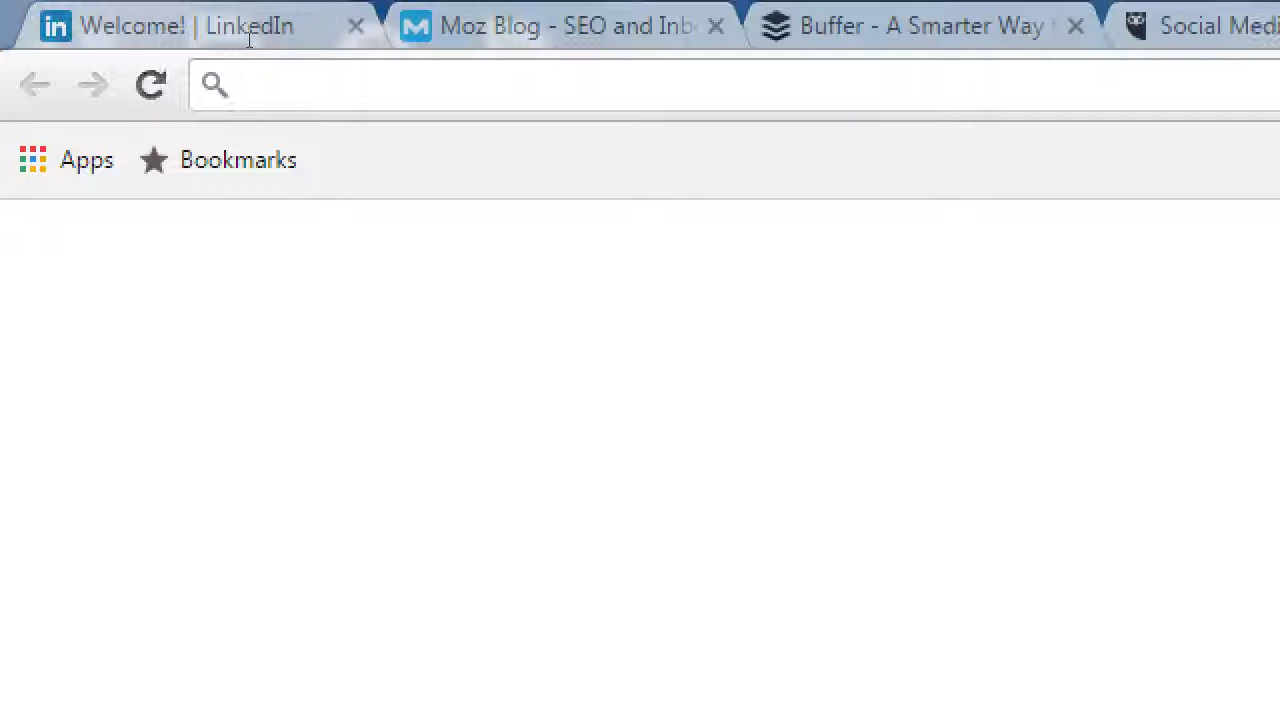 Welcome! | LinkedIn
Moz Blog - SEO and Inb
Buffer - A Smarter Way
Social Medi
Apps
Bookmarks